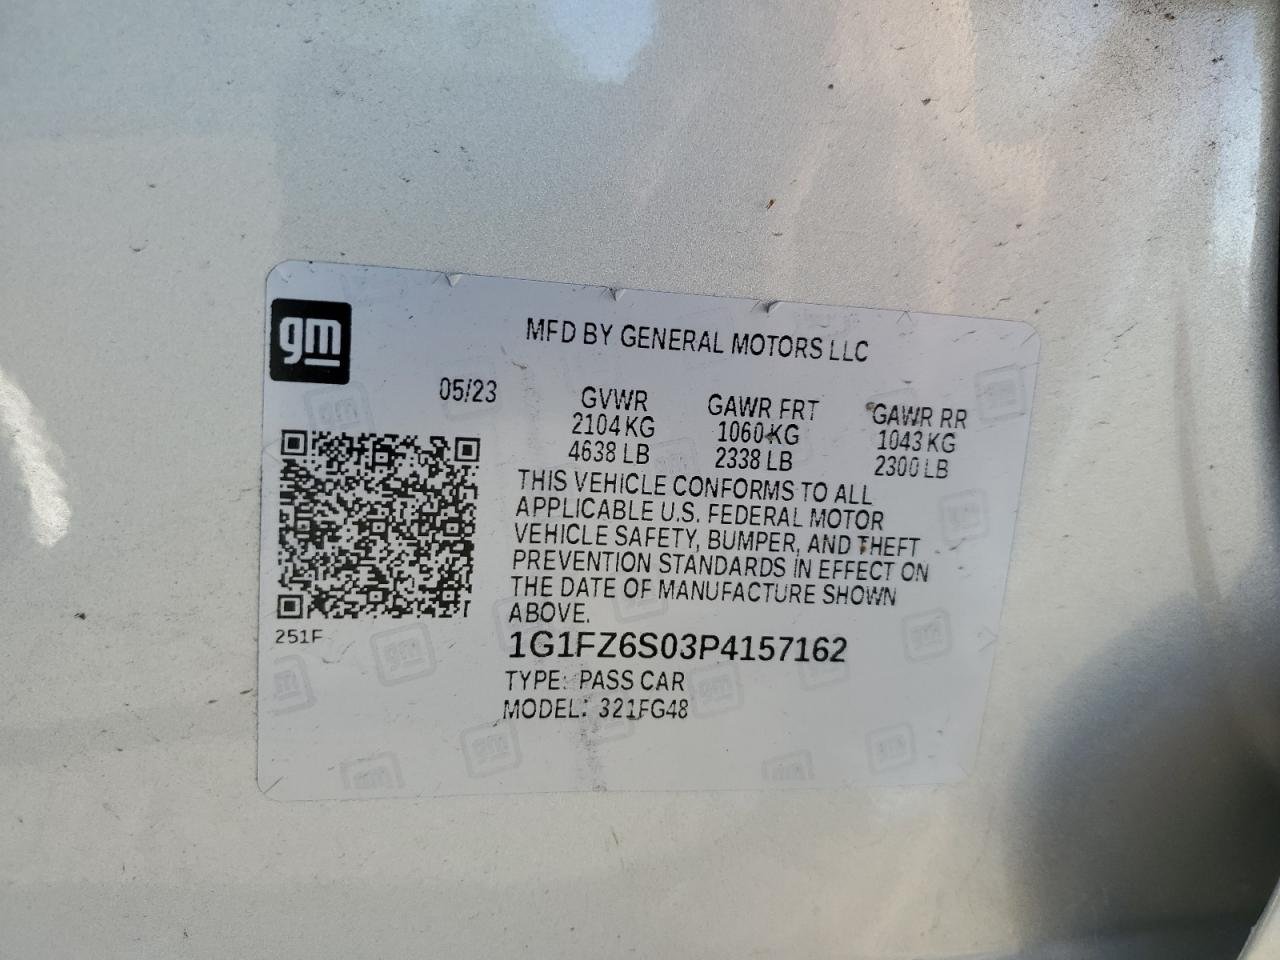 gm
MFD BY GENERAL MOTORS LLC
05/23
GVWR GAWR FRT GAWR RR
2104 KG 1060 KG 1043 KG
4638 LB 2338 LB 2300 LB
THIS VEHICLE CONFORMS TO ALL
APPLICABLE U.S. FEDERAL MOTOR
VEHICLE SAFETY, BUMPER, AND THEFT
PREVENTION STANDARDS IN EFFECT ON
THE DATE OF MANUFACTURE SHOWN
ABOVE.
251F
1G1FZ6S03P4157162
TYPE: PASS CAR
MODEL: 321FG48